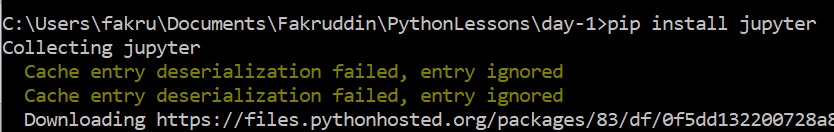 C:\Users\fakru\Documents\Fakruddin\PythonLessons\day-1>pip install jupyter
Collecting jupyter
Cache entry deserialization failed, entry ignored
Cache entry deserialization failed, entry ignored
Downloading https://files.pythonhosted.org/packages/83/df/0f5dd132200728a8